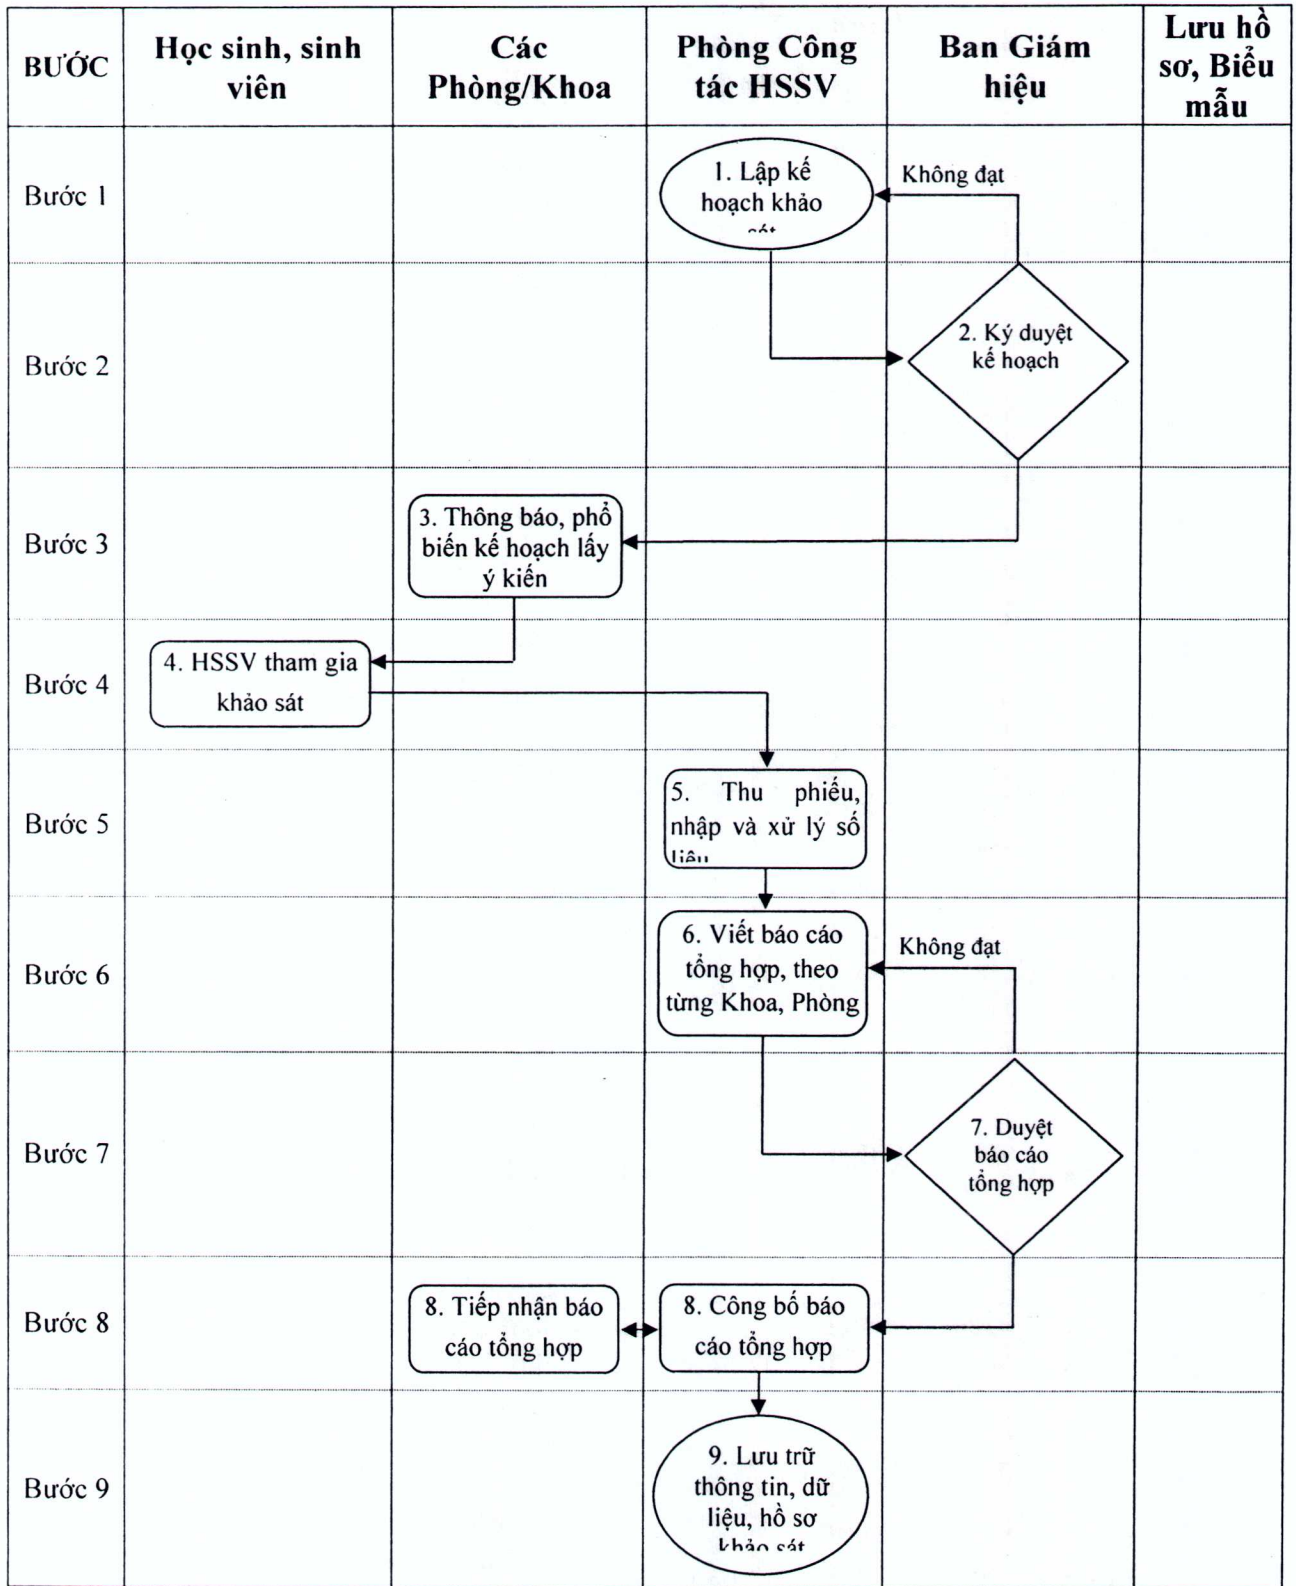 BƯỚC
Học sinh, sinh
viên
Các
Phòng/Khoa
Phòng Công
tác HSSV
Ban Giám
hiệu
Lưu hồ
sơ, Biểu
mẫu
Bước 1
1. Lập kế
hoạch khảo
sát
Không đạt
Bước 2
2. Ký duyệt
kế hoạch
Bước 3
3. Thông báo, phổ
biến kế hoạch lấy
ý kiến
Bước 4
4. HSSV tham gia
khảo sát
Bước 5
5. Thu phiếu,
nhập và xử lý số
liệu
Bước 6
6. Viết báo cáo
tổng hợp, theo
từng Khoa, Phòng
Không đạt
Bước 7
7. Duyệt
báo cáo
tổng hợp
Bước 8
8. Tiếp nhận báo
cáo tổng hợp
8. Công bố báo
cáo tổng hợp
Bước 9
9. Lưu trữ
thông tin, dữ
liệu, hồ sơ
khảo sát